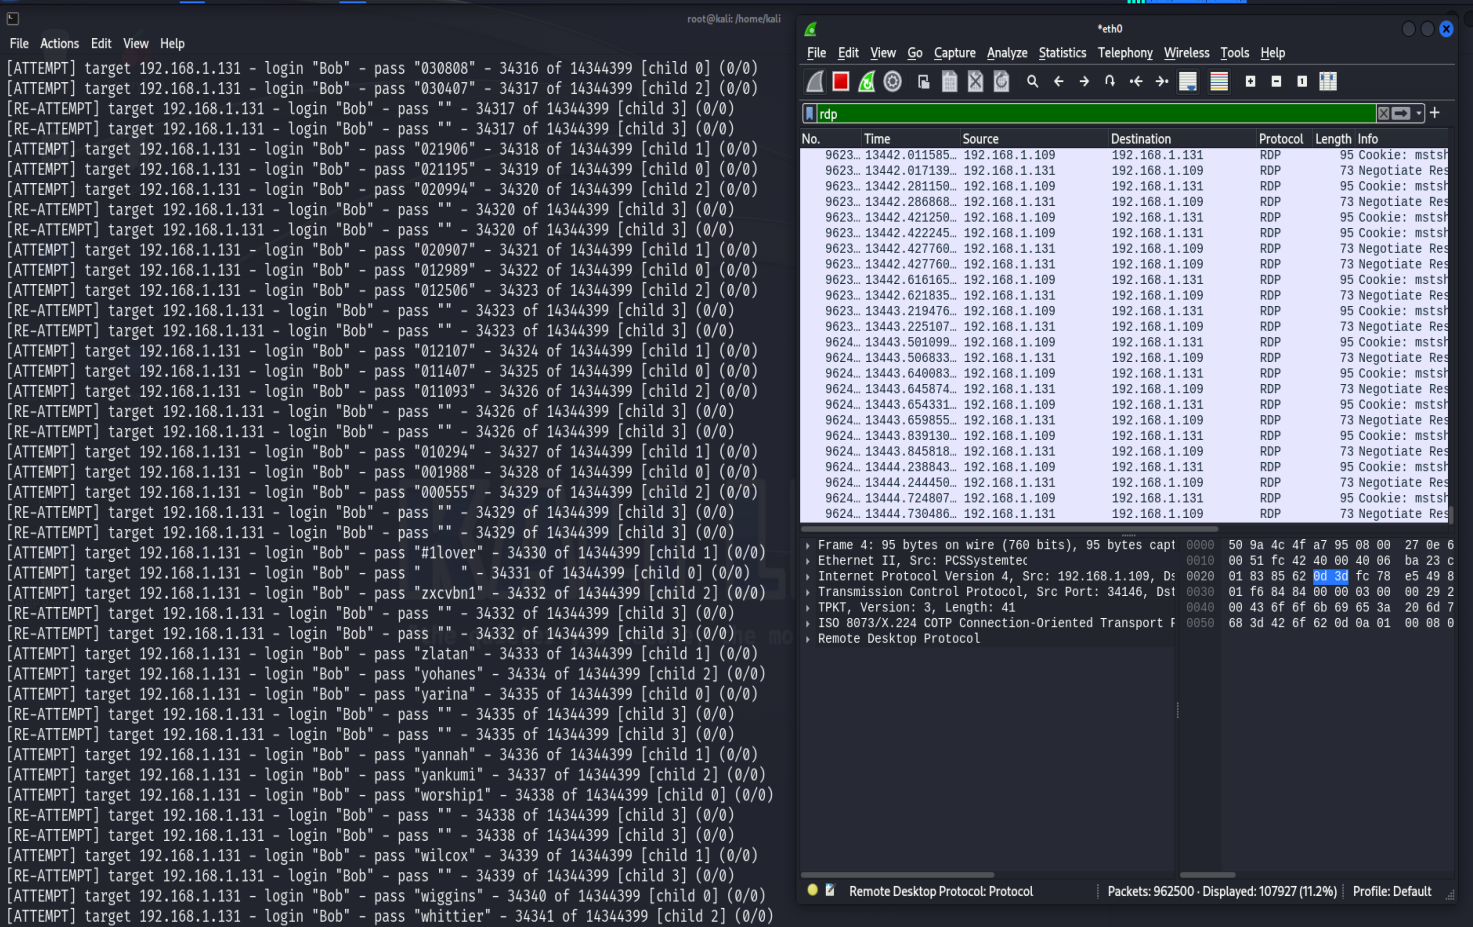 root@kali: /home/kali
File Actions Edit View Help
[ATTEMPT] target 192.168.1.131 - login "Bob" - pass "030808" - 34316 of 14344399 [child 0] (0/0)
[ATTEMPT] target 192.168.1.131 - login "Bob" - pass "030407" - 34317 of 14344399 [child 2] (0/0)
[RE-ATTEMPT] target 192.168.1.131 - login "Bob" - pass "" - 34317 of 14344399 [child 3] (0/0)
[RE-ATTEMPT] target 192.168.1.131 - login "Bob" - pass "" - 34317 of 14344399 [child 3] (0/0)
[ATTEMPT] target 192.168.1.131 - login "Bob" - pass "021906" - 34318 of 14344399 [child 1] (0/0)
[ATTEMPT] target 192.168.1.131 - login "Bob" - pass "021195" - 34319 of 14344399 [child 0] (0/0)
[ATTEMPT] target 192.168.1.131 - login "Bob" - pass "020994" - 34320 of 14344399 [child 2] (0/0)
[RE-ATTEMPT] target 192.168.1.131 - login "Bob" - pass "" - 34320 of 14344399 [child 3] (0/0)
[RE-ATTEMPT] target 192.168.1.131 - login "Bob" - pass "" - 34320 of 14344399 [child 3] (0/0)
[ATTEMPT] target 192.168.1.131 - login "Bob" - pass "020907" - 34321 of 14344399 [child 1] (0/0)
[ATTEMPT] target 192.168.1.131 - login "Bob" - pass "012989" - 34322 of 14344399 [child 0] (0/0)
[ATTEMPT] target 192.168.1.131 - login "Bob" - pass "012506" - 34323 of 14344399 [child 2] (0/0)
[RE-ATTEMPT] target 192.168.1.131 - login "Bob" - pass "" - 34323 of 14344399 [child 3] (0/0)
[RE-ATTEMPT] target 192.168.1.131 - login "Bob" - pass "" - 34323 of 14344399 [child 3] (0/0)
[ATTEMPT] target 192.168.1.131 - login "Bob" - pass "012107" - 34324 of 14344399 [child 1] (0/0)
[ATTEMPT] target 192.168.1.131 - login "Bob" - pass "011407" - 34325 of 14344399 [child 0] (0/0)
[ATTEMPT] target 192.168.1.131 - login "Bob" - pass "011093" - 34326 of 14344399 [child 2] (0/0)
[RE-ATTEMPT] target 192.168.1.131 - login "Bob" - pass "" - 34326 of 14344399 [child 3] (0/0)
[RE-ATTEMPT] target 192.168.1.131 - login "Bob" - pass "" - 34326 of 14344399 [child 3] (0/0)
[ATTEMPT] target 192.168.1.131 - login "Bob" - pass "010294" - 34327 of 14344399 [child 1] (0/0)
[ATTEMPT] target 192.168.1.131 - login "Bob" - pass "001988" - 34328 of 14344399 [child 0] (0/0)
[ATTEMPT] target 192.168.1.131 - login "Bob" - pass "000555" - 34329 of 14344399 [child 2] (0/0)
[RE-ATTEMPT] target 192.168.1.131 - login "Bob" - pass "" - 34329 of 14344399 [child 3] (0/0)
[RE-ATTEMPT] target 192.168.1.131 - login "Bob" - pass "" - 34329 of 14344399 [child 3] (0/0)
[ATTEMPT] target 192.168.1.131 - login "Bob" - pass "#1lover" - 34330 of 14344399 [child 1] (0/0)
[ATTEMPT] target 192.168.1.131 - login "Bob" - pass "     " - 34331 of 14344399 [child 0] (0/0)
[ATTEMPT] target 192.168.1.131 - login "Bob" - pass "zxcvbn1" - 34332 of 14344399 [child 2] (0/0)
[RE-ATTEMPT] target 192.168.1.131 - login "Bob" - pass "" - 34332 of 14344399 [child 3] (0/0)
[RE-ATTEMPT] target 192.168.1.131 - login "Bob" - pass "" - 34332 of 14344399 [child 3] (0/0)
[ATTEMPT] target 192.168.1.131 - login "Bob" - pass "zlatan" - 34333 of 14344399 [child 1] (0/0)
[ATTEMPT] target 192.168.1.131 - login "Bob" - pass "yohanes" - 34334 of 14344399 [child 2] (0/0)
[ATTEMPT] target 192.168.1.131 - login "Bob" - pass "yarina" - 34335 of 14344399 [child 0] (0/0)
[RE-ATTEMPT] target 192.168.1.131 - login "Bob" - pass "" - 34335 of 14344399 [child 3] (0/0)
[RE-ATTEMPT] target 192.168.1.131 - login "Bob" - pass "" - 34335 of 14344399 [child 3] (0/0)
[ATTEMPT] target 192.168.1.131 - login "Bob" - pass "yannah" - 34336 of 14344399 [child 1] (0/0)
[ATTEMPT] target 192.168.1.131 - login "Bob" - pass "yankumi" - 34337 of 14344399 [child 2] (0/0)
[ATTEMPT] target 192.168.1.131 - login "Bob" - pass "worship1" - 34338 of 14344399 [child 0] (0/0)
[RE-ATTEMPT] target 192.168.1.131 - login "Bob" - pass "" - 34338 of 14344399 [child 3] (0/0)
[RE-ATTEMPT] target 192.168.1.131 - login "Bob" - pass "" - 34338 of 14344399 [child 3] (0/0)
[ATTEMPT] target 192.168.1.131 - login "Bob" - pass "wilcox" - 34339 of 14344399 [child 1] (0/0)
[RE-ATTEMPT] target 192.168.1.131 - login "Bob" - pass "" - 34339 of 14344399 [child 3] (0/0)
[ATTEMPT] target 192.168.1.131 - login "Bob" - pass "wiggins" - 34340 of 14344399 [child 0] (0/0)
[ATTEMPT] target 192.168.1.131 - login "Bob" - pass "whittier" - 34341 of 14344399 [child 2] (0/0)
*eth0
File Edit View Go Capture Analyze Statistics Telephony Wireless Tools Help
rdp
No. Time Source Destination Protocol Length Info
9623… 13442.011585… 192.168.1.109 192.168.1.131 RDP 95 Cookie: mstsh
9623… 13442.017139… 192.168.1.131 192.168.1.109 RDP 73 Negotiate Res
9623… 13442.281150… 192.168.1.109 192.168.1.131 RDP 95 Cookie: mstsh
9623… 13442.286868… 192.168.1.131 192.168.1.109 RDP 73 Negotiate Res
9623… 13442.421250… 192.168.1.109 192.168.1.131 RDP 95 Cookie: mstsh
9623… 13442.422245… 192.168.1.109 192.168.1.131 RDP 95 Cookie: mstsh
9623… 13442.427760… 192.168.1.131 192.168.1.109 RDP 73 Negotiate Res
9623… 13442.427760… 192.168.1.131 192.168.1.109 RDP 73 Negotiate Res
9623… 13442.616165… 192.168.1.109 192.168.1.131 RDP 95 Cookie: mstsh
9623… 13442.621835… 192.168.1.131 192.168.1.109 RDP 73 Negotiate Res
9623… 13443.219476… 192.168.1.109 192.168.1.131 RDP 95 Cookie: mstsh
9623… 13443.225107… 192.168.1.131 192.168.1.109 RDP 73 Negotiate Res
9624… 13443.501099… 192.168.1.109 192.168.1.131 RDP 95 Cookie: mstsh
9624… 13443.506833… 192.168.1.131 192.168.1.109 RDP 73 Negotiate Res
9624… 13443.640083… 192.168.1.109 192.168.1.131 RDP 95 Cookie: mstsh
9624… 13443.645874… 192.168.1.131 192.168.1.109 RDP 73 Negotiate Res
9624… 13443.654331… 192.168.1.109 192.168.1.131 RDP 95 Cookie: mstsh
9624… 13443.659855… 192.168.1.131 192.168.1.109 RDP 73 Negotiate Res
9624… 13443.839130… 192.168.1.109 192.168.1.131 RDP 95 Cookie: mstsh
9624… 13443.845818… 192.168.1.131 192.168.1.109 RDP 73 Negotiate Res
9624… 13444.238843… 192.168.1.109 192.168.1.131 RDP 95 Cookie: mstsh
9624… 13444.244450… 192.168.1.131 192.168.1.109 RDP 73 Negotiate Res
9624… 13444.724807… 192.168.1.109 192.168.1.131 RDP 95 Cookie: mstsh
9624… 13444.730486… 192.168.1.131 192.168.1.109 RDP 73 Negotiate Res
Frame 4: 95 bytes on wire (760 bits), 95 bytes capt
Ethernet II, Src: PCSSystemtec
Internet Protocol Version 4, Src: 192.168.1.109, Ds
Transmission Control Protocol, Src Port: 34146, Dst
TPKT, Version: 3, Length: 41
ISO 8073/X.224 COTP Connection-Oriented Transport P
Remote Desktop Protocol
0000 50 9a 4c 4f a7 95 08 00 27 0e 6
0010 00 51 fc 42 40 00 40 06 ba 23 c
0020 01 83 85 62 0d 3d fc 78 e5 49 8
0030 01 f6 84 84 00 00 03 00 00 29 2
0040 00 43 6f 6f 6b 69 65 3a 20 6d 7
0050 68 3d 42 6f 62 0d 0a 01 00 08 0
Remote Desktop Protocol: Protocol
Packets: 962500 · Displayed: 107927 (11.2%)
Profile: Default